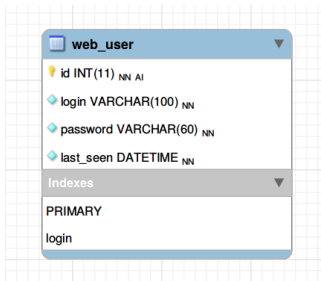 web_user
id INT(11) NN AI
login VARCHAR(100) NN
password VARCHAR(60) NN
last_seen DATETIME NN
Indexes
PRIMARY
login